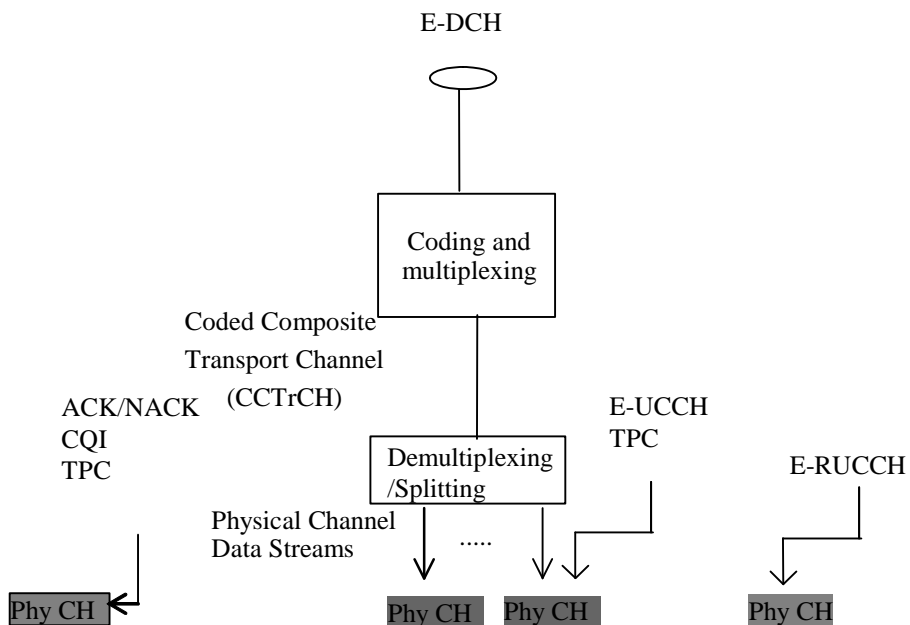 E-DCH
Coding and
multiplexing
Coded Composite
Transport Channel
(CCTrCH)
ACK/NACK
CQI
TPC
E-UCCH
TPC
Demultiplexing
/Splitting
E-RUCCH
Physical Channel
Data Streams
.....
Phy CH
Phy CH
Phy CH
Phy CH